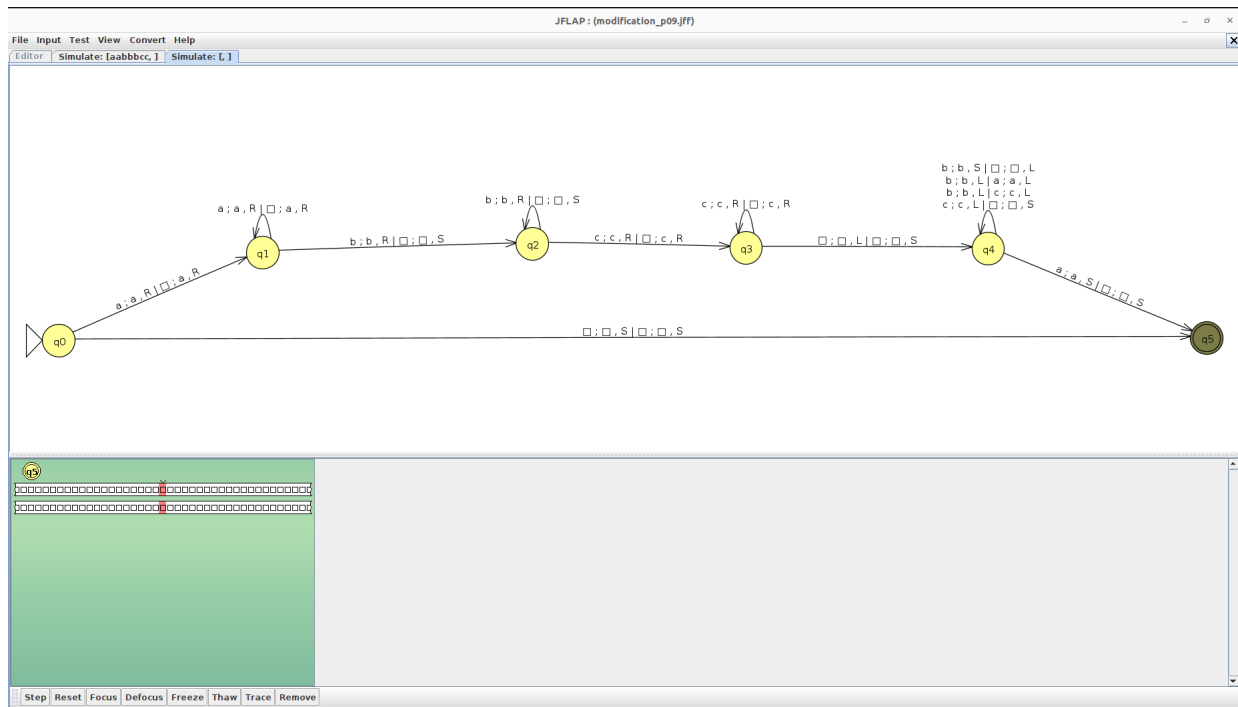 JFLAP : (modification_p09.jff)
File Input Test View Convert Help
Editor Simulate: [aabbbcc, ] Simulate: [, ]
b ; b , S | □ ; □ , L
b ; b , L | a ; a , L
b ; b , L | c ; c , L
c ; c , L | □ ; □ , S
a ; a , R | □ ; a , R
b ; b , R | □ ; □ , S
c ; c , R | □ ; c , R
q1
b ; b , R | □ ; □ , S
q2
c ; c , R | □ ; c , R
q3
□ ; □ , L | □ ; □ , S
q4
a ; a , R | □ ; a , R
a ; a , S | □ ; □ , S
q0
□ ; □ , S | □ ; □ , S
q5
q5
Step Reset Focus Defocus Freeze Thaw Trace Remove